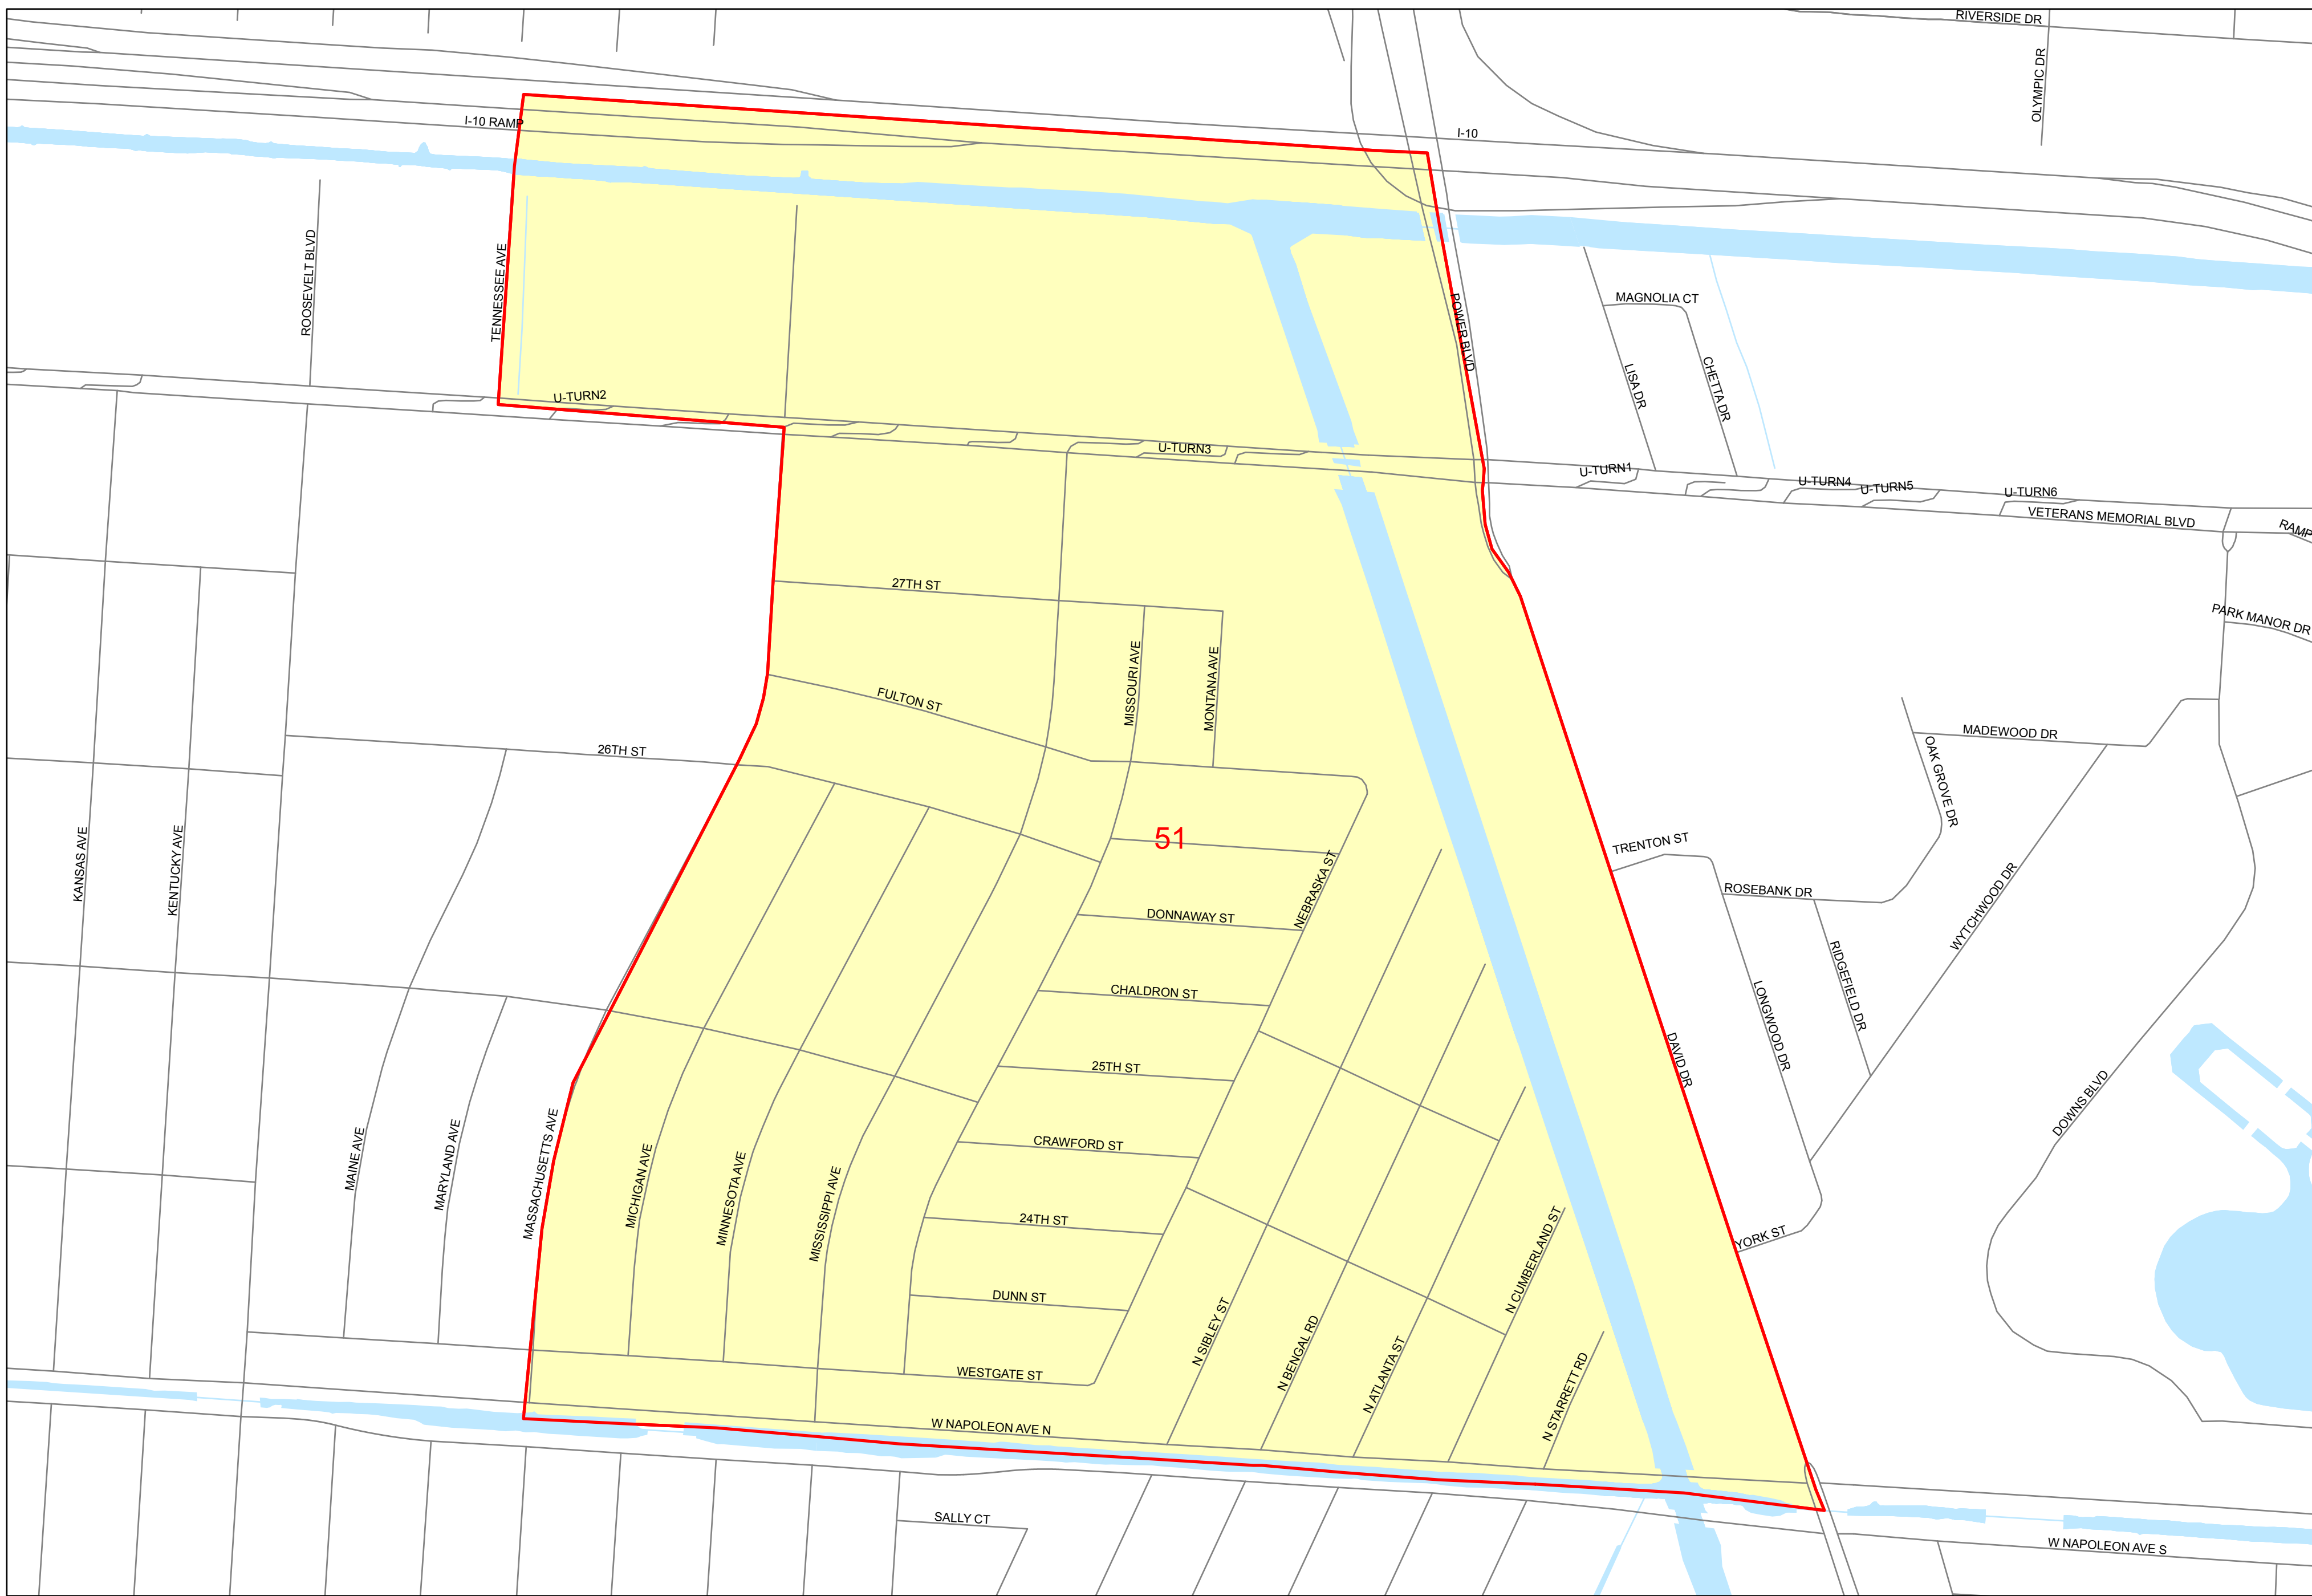 RIVERSIDE DR
OLYMPIC DR
I-10 RAMP
I-10
ROOSEVELT BLVD
TENNESSEE AVE
POWER BLVD
MAGNOLIA CT
LISA DR
CHETTA DR
U-TURN2
U-TURN3
U-TURN1
U-TURN4
U-TURN5
U-TURN6
VETERANS MEMORIAL BLVD
RAMP
27TH ST
PARK MANOR DR
MISSOURI AVE
MONTANA AVE
FULTON ST
26TH ST
MADEWOOD DR
OAK GROVE DR
KANSAS AVE
KENTUCKY AVE
51
TRENTON ST
NEBRASKA ST
ROSEBANK DR
WYTCHWOOD DR
DONNAWAY ST
RIDGEFIELD DR
CHALDRON ST
LONGWOOD DR
25TH ST
DAVID DR
DOWNS BLVD
CRAWFORD ST
MAINE AVE
MARYLAND AVE
MASSACHUSETTS AVE
MICHIGAN AVE
MINNESOTA AVE
MISSISSIPPI AVE
24TH ST
N CUMBERLAND ST
YORK ST
DUNN ST
N SIBLEY ST
N BENGAL RD
N ATLANTA ST
N STARRETT RD
WESTGATE ST
W NAPOLEON AVE N
SALLY CT
W NAPOLEON AVE S